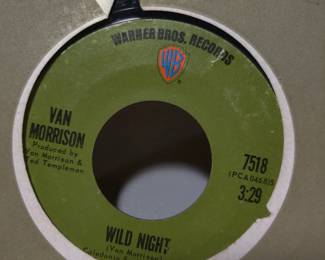 WARNER BROS. RECORDS
WB
VAN
MORRISON
Produced by
Van Morrison &
Ted Templeman
7518
3:29
WILD NIGHT
(Van Morrison)